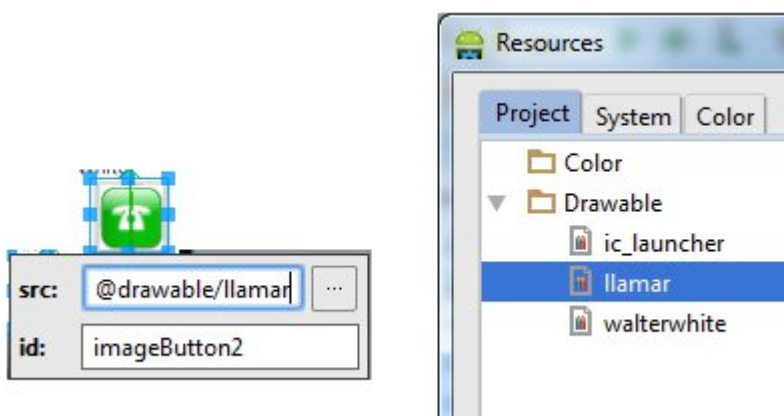 src: @drawable/llamar ...
id: imageButton2
Resources
Project System Color
Color
Drawable
ic_launcher
llamar
walterwhite